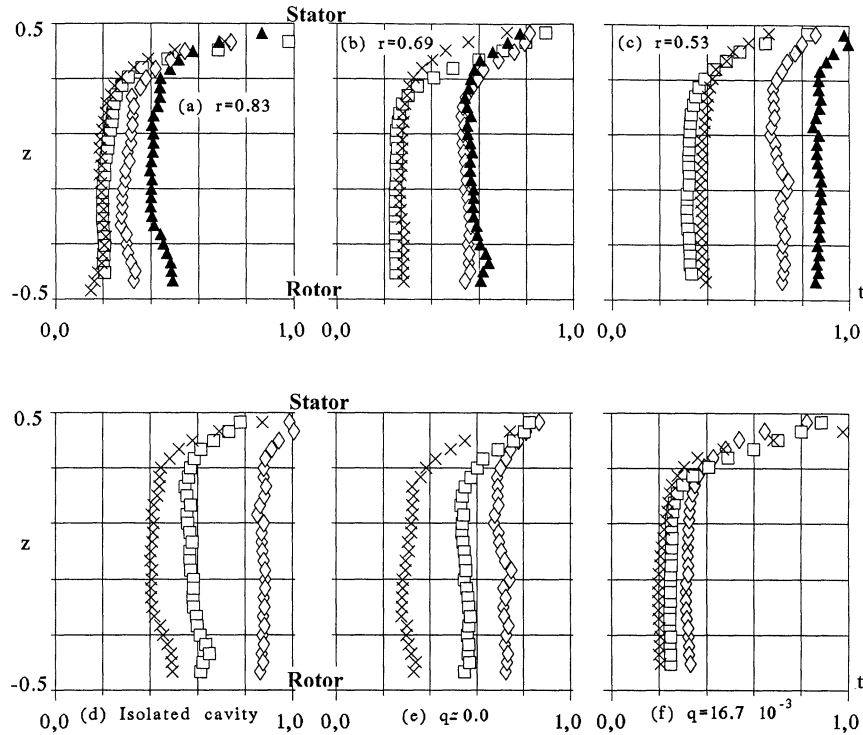 Stator
0.5
(b) r=0.69
(c) r=0.53
(a) r=0.83
z
-0.5
Rotor
t
0,0 1,0 0,0 1,0 0,0 1,0
Stator
0.5
z
-0.5
Rotor
t
(d) Isolated cavity
(e) q=0.0
(f) q=16.7 10⁻³
0,0 1,0 0,0 1,0 0,0 1,0